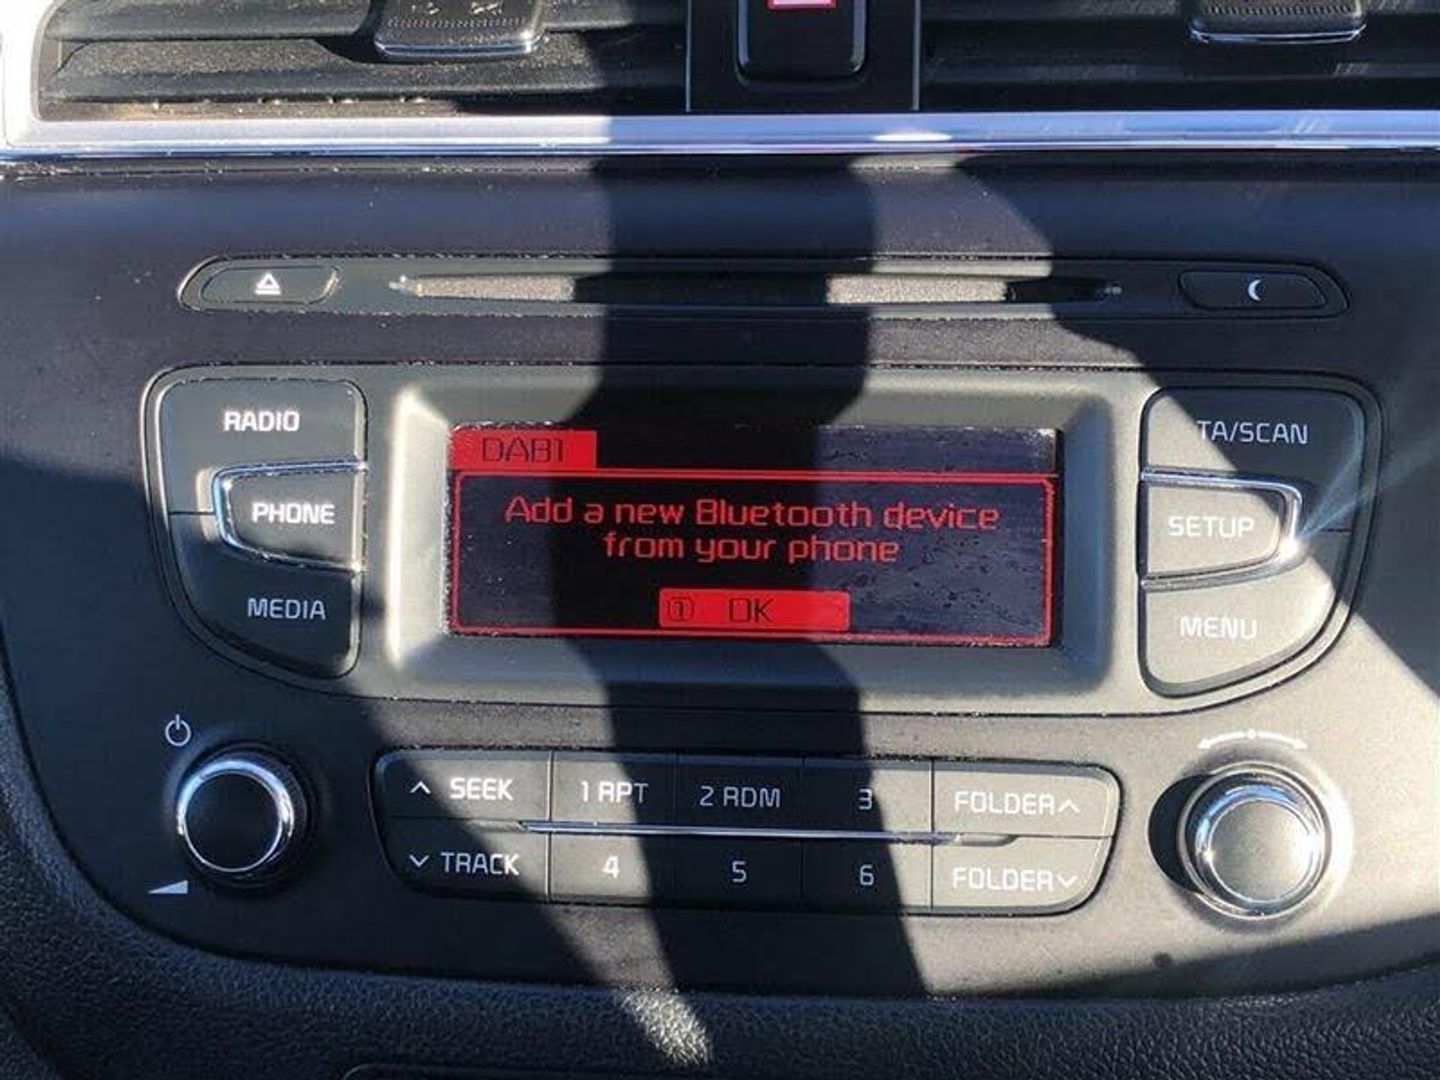 RADIO
PHONE
MEDIA
DAB1
Add a new Bluetooth device
from your phone
1 OK
TA/SCAN
SETUP
MENU
SEEK
1 RPT
2 RDM
3
FOLDER
TRACK
4
5
6
FOLDER